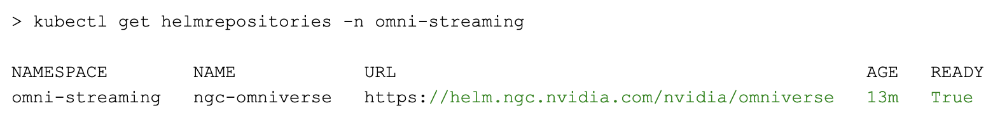 > kubectl get helmrepositories -n omni-streaming
NAMESPACE NAME URL AGE READY
omni-streaming ngc-omniverse https://helm.ngc.nvidia.com/nvidia/omniverse 13m True